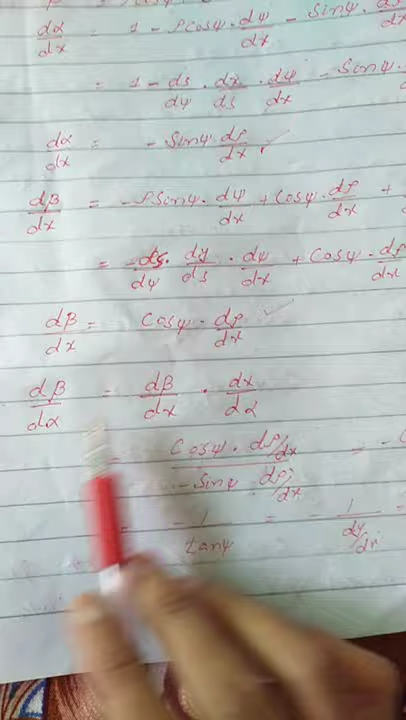 dα/dx = 1 - ρcosψ · dψ/dx - sinψ ·
= 1 - ds/dψ · dx/ds · dψ/dx - sinψ ·
dα/dx = - sinψ · dρ/dx ✓
dβ/dx = -ρsinψ · dψ/dx + cosψ · dρ/dx +
= -ds/dψ · dy/ds · dψ/dx + cosψ · dρ/dx
dβ/dx = cosψ · dρ/dx ✓
dβ/dα = dβ/dx · dx/dα
= cosψ · dρ/dx / -sinψ · dρ/dx =
= - 1/tanψ = - 1/dy/dx =